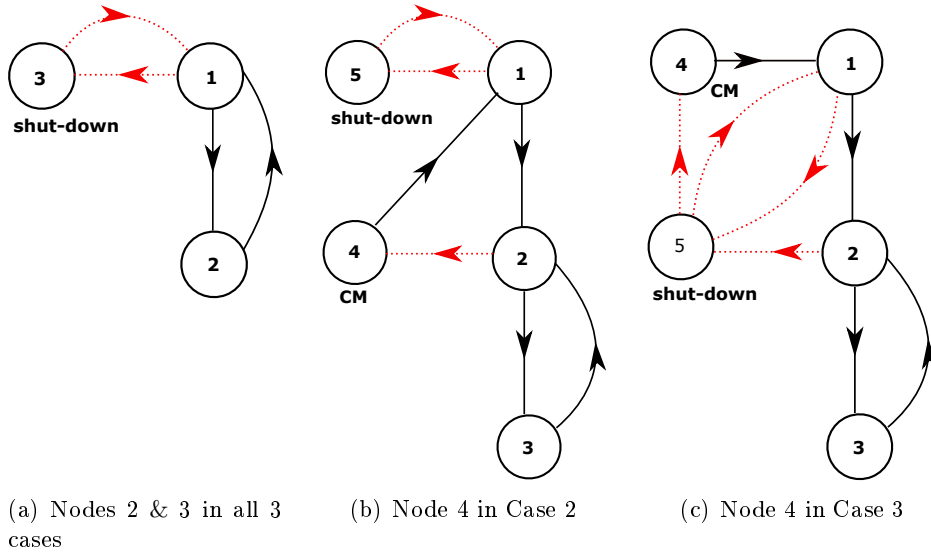 3
1
shut-down
2
5
1
shut-down
4
CM
2
3
4
1
CM
5
shut-down
2
3
(a) Nodes 2 & 3 in all 3
cases
(b) Node 4 in Case 2
(c) Node 4 in Case 3